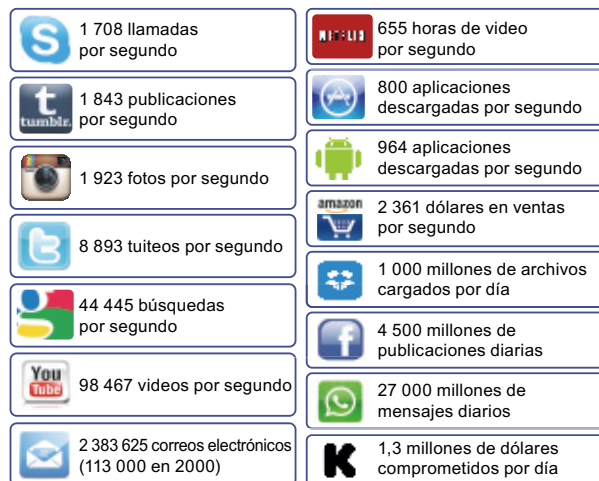 1 708 llamadas
por segundo
tumblr.
1 843 publicaciones
por segundo
1 923 fotos por segundo
8 893 tuiteos por segundo
44 445 búsquedas
por segundo
You
Tube
98 467 videos por segundo
2 383 625 correos electrónicos
(113 000 en 2000)
NETFLIX
655 horas de video
por segundo
800 aplicaciones
descargadas por segundo
964 aplicaciones
descargadas por segundo
amazon
2 361 dólares en ventas
por segundo
1 000 millones de archivos
cargados por día
4 500 millones de
publicaciones diarias
27 000 millones de
mensajes diarios
1,3 millones de dólares
comprometidos por día